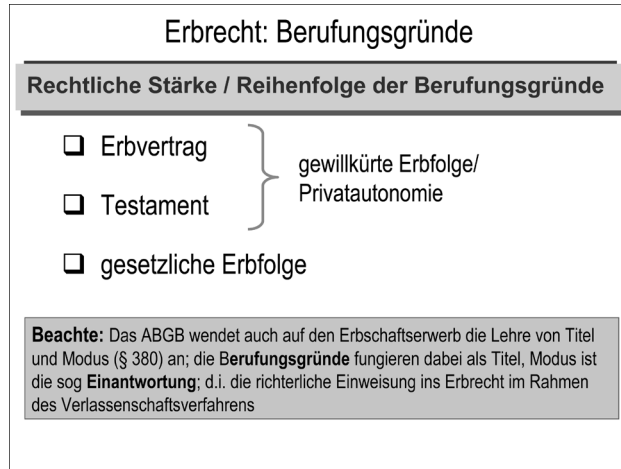 Erbrecht: Berufungsgründe
Rechtliche Stärke / Reihenfolge der Berufungsgründe
❑ Erbvertrag
❑ Testament
gewillkürte Erbfolge/
Privatautonomie
❑ gesetzliche Erbfolge
Beachte: Das ABGB wendet auch auf den Erbschaftserwerb die Lehre von Titel
und Modus (§ 380) an; die Berufungsgründe fungieren dabei als Titel, Modus ist
die sog Einantwortung; d.i. die richterliche Einweisung ins Erbrecht im Rahmen
des Verlassenschaftsverfahrens